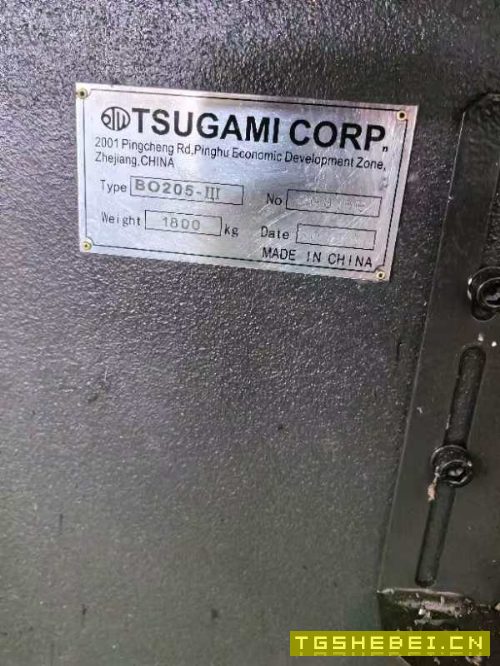 TSUGAMI CORP.
2001 Pingcheng Rd,Pinghu Economic Development Zone,
Zhejiang,CHINA
Type BO205-III No
Weight 1800 kg Date
MADE IN CHINA
TGSHEBEI.CN